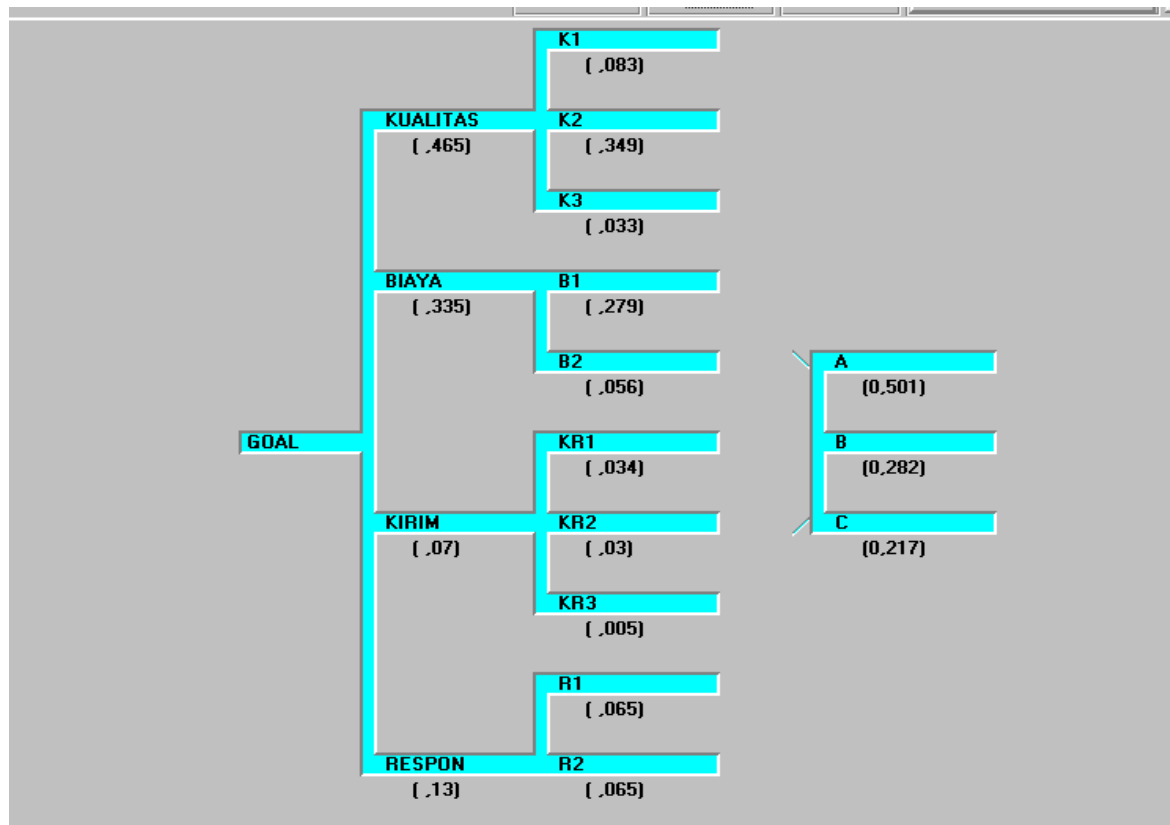 K1
( ,083)
KUALITAS
( ,465)
K2
( ,349)
K3
( ,033)
BIAYA
( ,335)
B1
( ,279)
B2
( ,056)
GOAL
KR1
( ,034)
KIRIM
( ,07)
KR2
( ,03)
KR3
( ,005)
R1
( ,065)
RESPON
( ,13)
R2
( ,065)
A
(0,501)
B
(0,282)
C
(0,217)